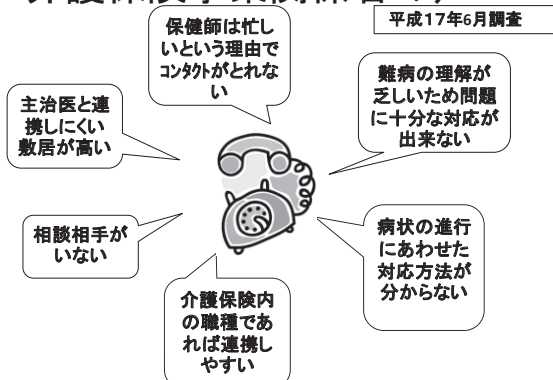 平成17年6月調査
保健師は忙し
いという理由で
コンタクトがとれな
い
難病の理解が
乏しいため問題
に十分な対応が
出来ない
主治医と連
携しにくい
敷居が高い
相談相手が
いない
病状の進行
にあわせた
対応方法が
分からない
介護保険内
の職種であ
れば連携し
やすい